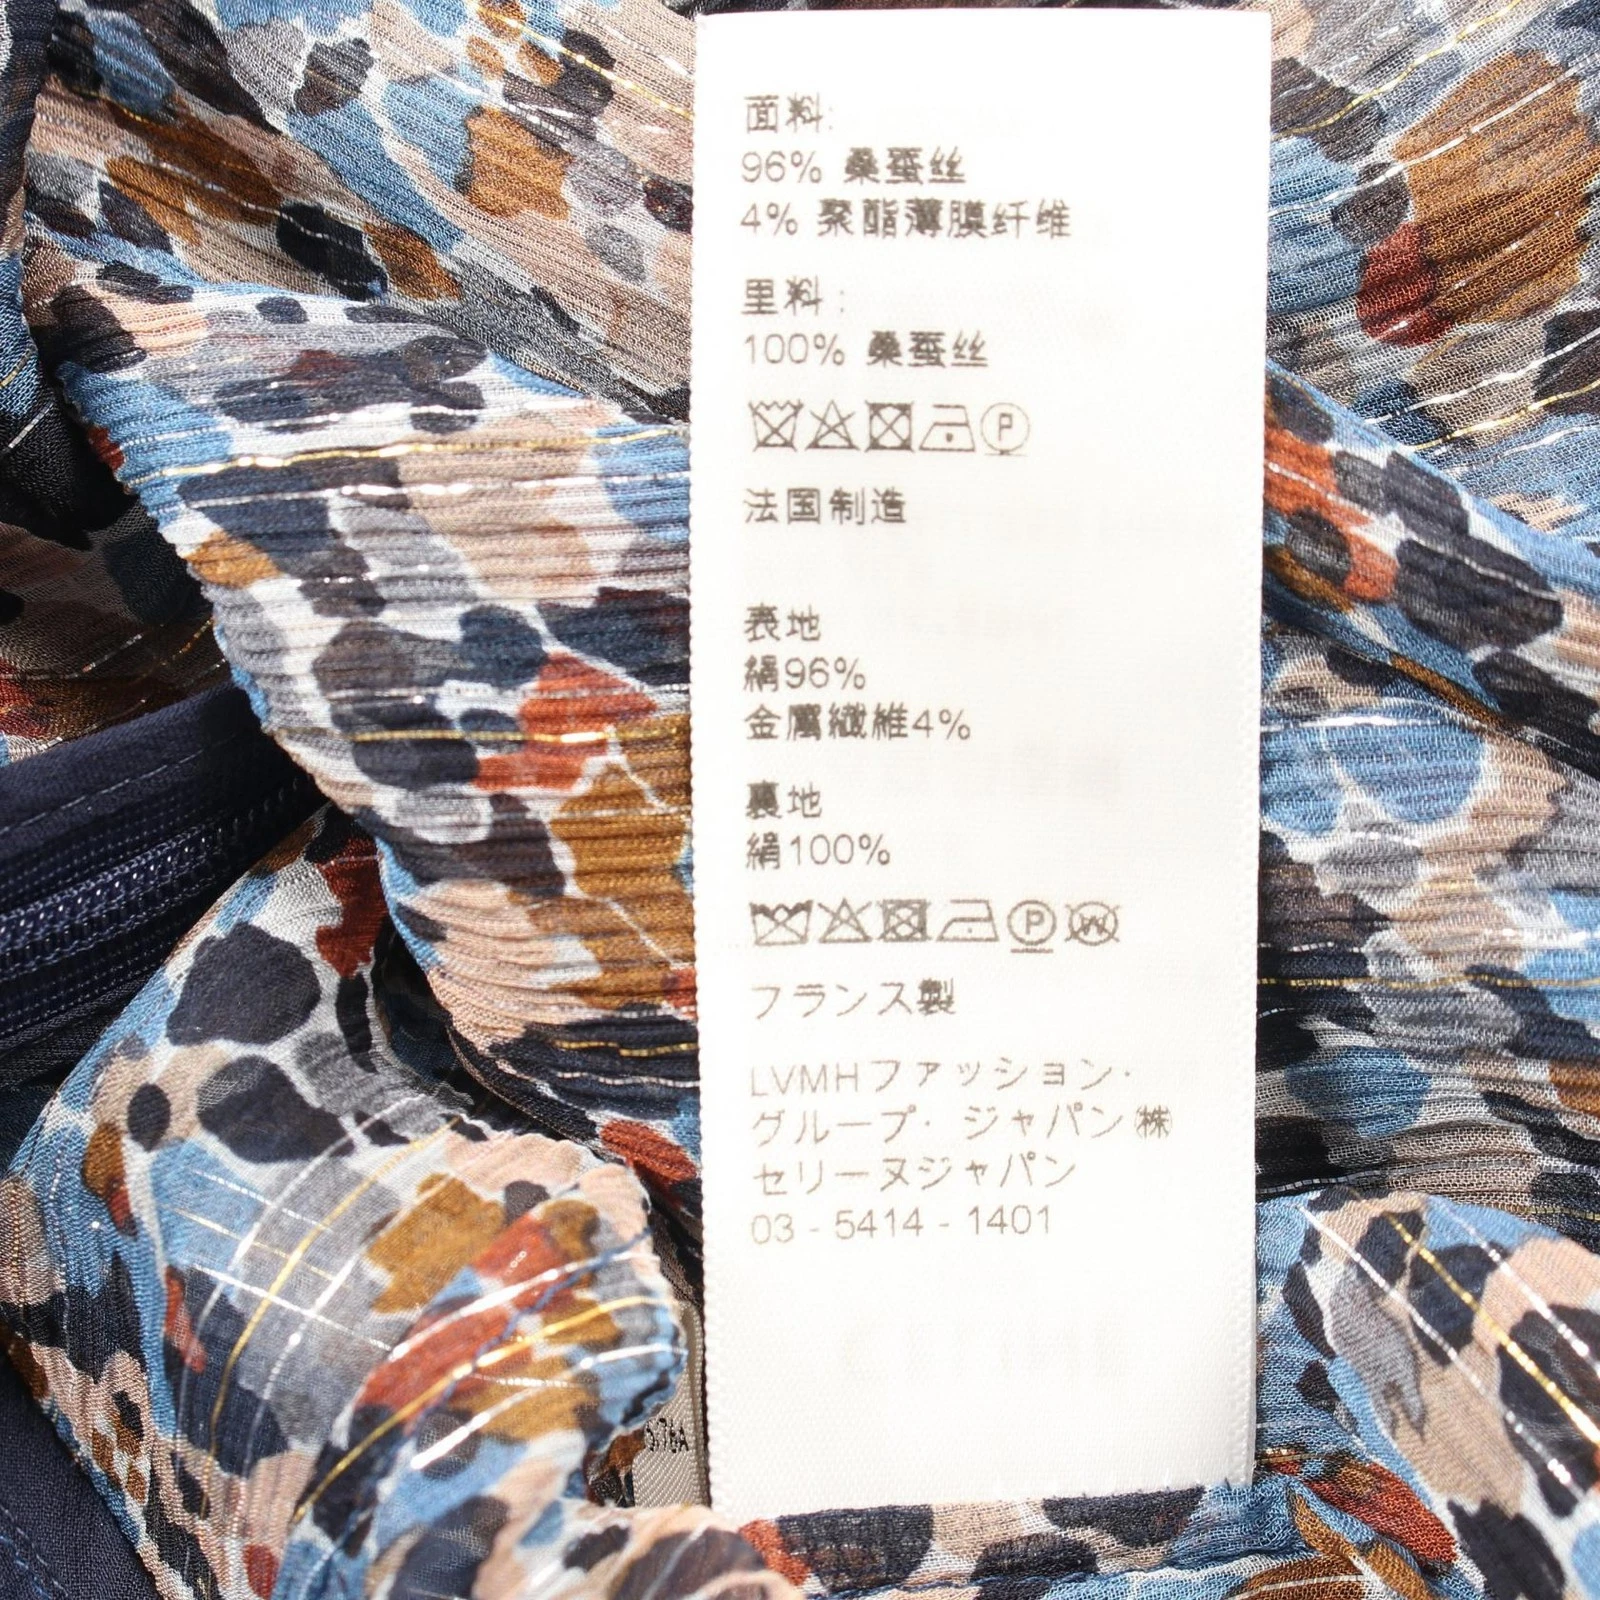 面料:
96% 桑蚕丝
4% 聚酯薄膜纤维
里料:
100% 桑蚕丝
P
法国制造
表地
絹96%
金属繊維4%
裏地
絹100%
P W
フランス製
LVMHファッション・
グループ・ジャパン㈱
セリーヌジャパン
03-5414-1401